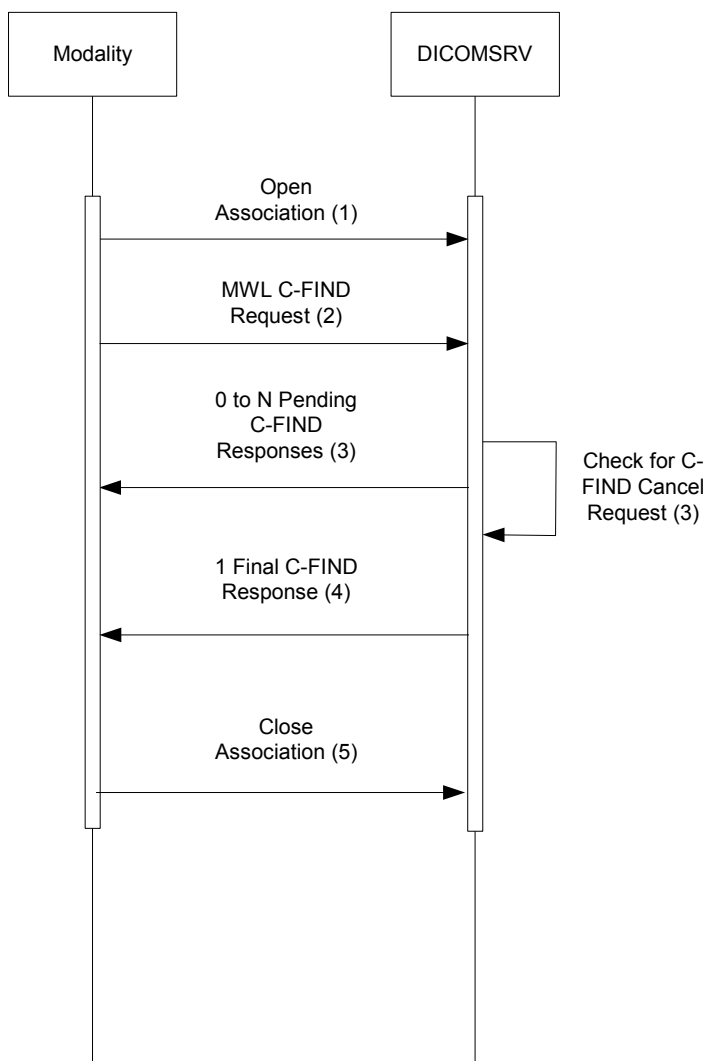 Modality
DICOMSRV
Open
Association (1)
MWL C-FIND
Request (2)
0 to N Pending
C-FIND
Responses (3)
Check for C-
FIND Cancel
Request (3)
1 Final C-FIND
Response (4)
Close
Association (5)